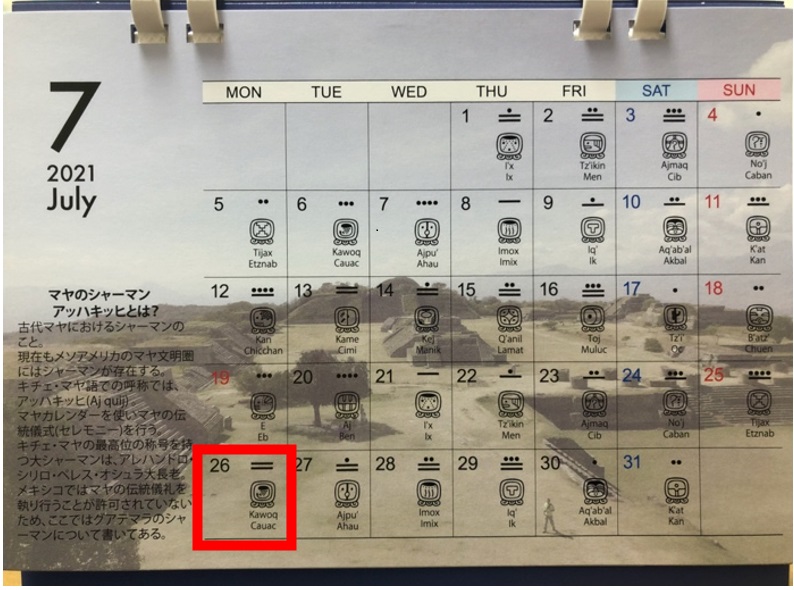 7
2021
July
MON TUE WED THU FRI SAT SUN
1 2 3 4
I'x Tz'ikin Ajmaq No'j
Ix Men Cib Caban
5 6 7 8 9 10 11
Tijax Kawoq Ajpu' Imox Iq' Aq'ab'al K'at
Etznab Cauac Ahau Imix Ik Akbal Kan
12 13 14 15 16 17 18
Kan Kame Kej Q'anil Toj Tz'i' B'atz'
Chicchan Cimi Manik Lamat Muluc Oc Chuen
19 20 21 22 23 24 25
E Aj I'x Tz'ikin Ajmaq No'j Tijax
Eb Ben Ix Men Cib Caban Etznab
26 27 28 29 30 31
Kawoq Ajpu' Imox Iq' Aq'ab'al K'at
Cauac Ahau Imix Ik Akbal Kan
マヤのシャーマン
アッハキッヒとは？
古代マヤにおけるシャーマンの
こと。
現在もメソアメリカのマヤ文明圏
にはシャーマンが存在する。
キチェ・マヤ語での呼称では、
アッハキッヒ(Aj quij)
マヤカレンダーを使いマヤの伝
統儀式(セレモニー)を行う。
キチェ・マヤの最高位の称号を持
つ大シャーマンは、アレハンドロ・
シリロ・ペレス・オシュラ大長老。
メキシコではマヤの伝統儀礼を
執り行うことが許可されていない
ため、ここではグアテマラのシャ
ーマンについて書いてある。